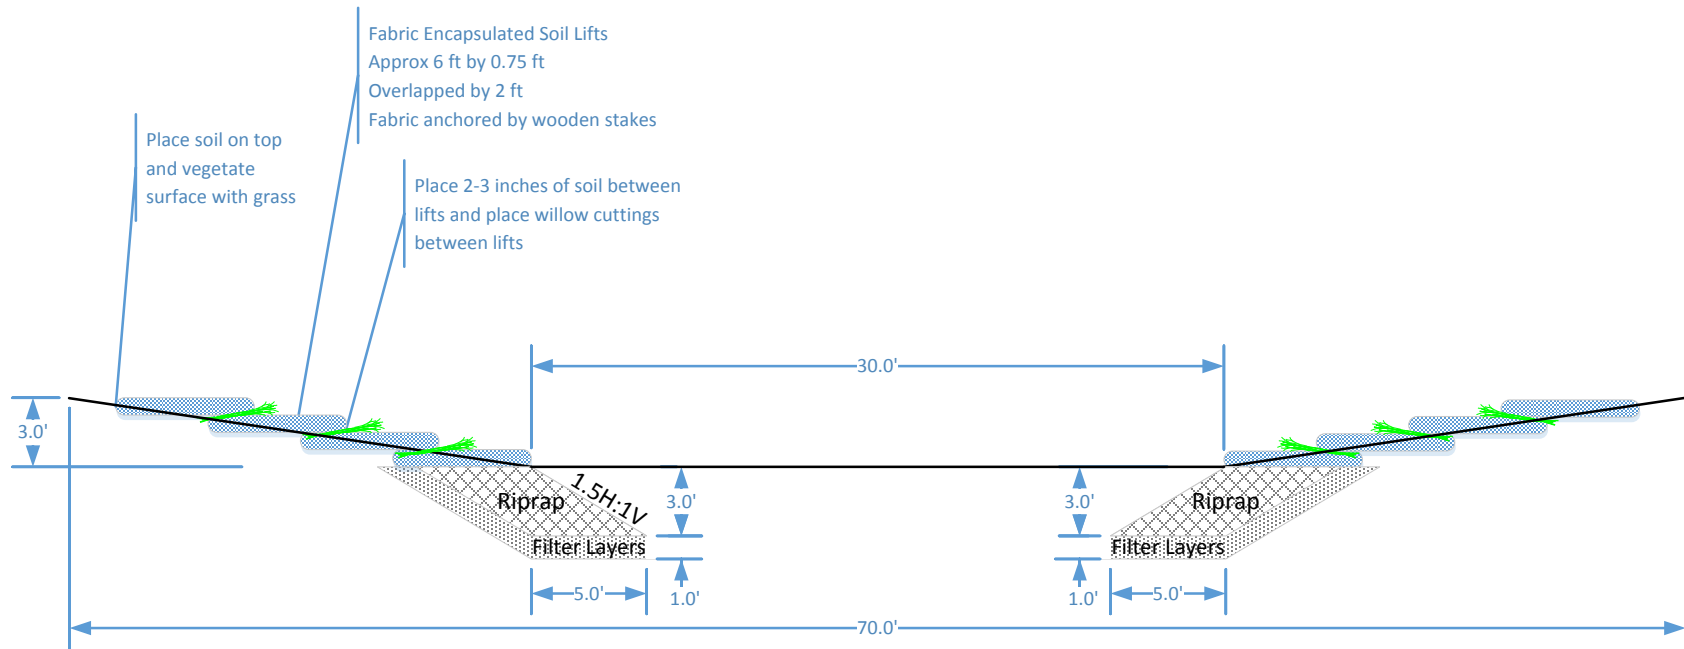 Fabric Encapsulated Soil Lifts
Approx 6 ft by 0.75 ft
Overlapped by 2 ft
Fabric anchored by wooden stakes
Place soil on top
and vegetate
surface with grass
Place 2-3 inches of soil between
lifts and place willow cuttings
between lifts
30.0'
3.0'
1.5H:1V
Riprap
3.0'
3.0'
Riprap
Filter Layers
Filter Layers
5.0'
1.0'
1.0'
5.0'
70.0'